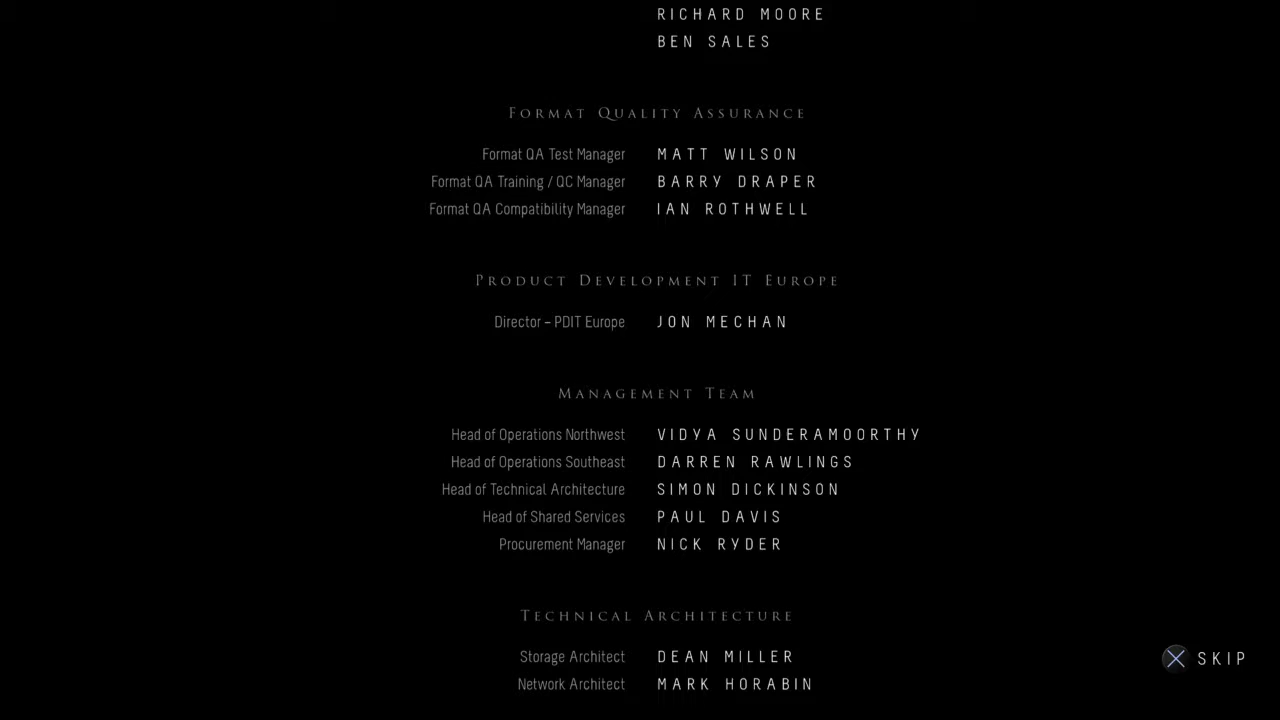 RICHARD MOORE
BEN SALES
FORMAT QUALITY ASSURANCE
Format QA Test Manager MATT WILSON
Format QA Training / QC Manager BARRY DRAPER
Format QA Compatibility Manager IAN ROTHWELL
PRODUCT DEVELOPMENT IT EUROPE
Director – PDIT Europe JON MECHAN
MANAGEMENT TEAM
Head of Operations Northwest VIDYA SUNDERAMOORTHY
Head of Operations Southeast DARREN RAWLINGS
Head of Technical Architecture SIMON DICKINSON
Head of Shared Services PAUL DAVIS
Procurement Manager NICK RYDER
TECHNICAL ARCHITECTURE
Storage Architect DEAN MILLER
Network Architect MARK HORABIN
SKIP